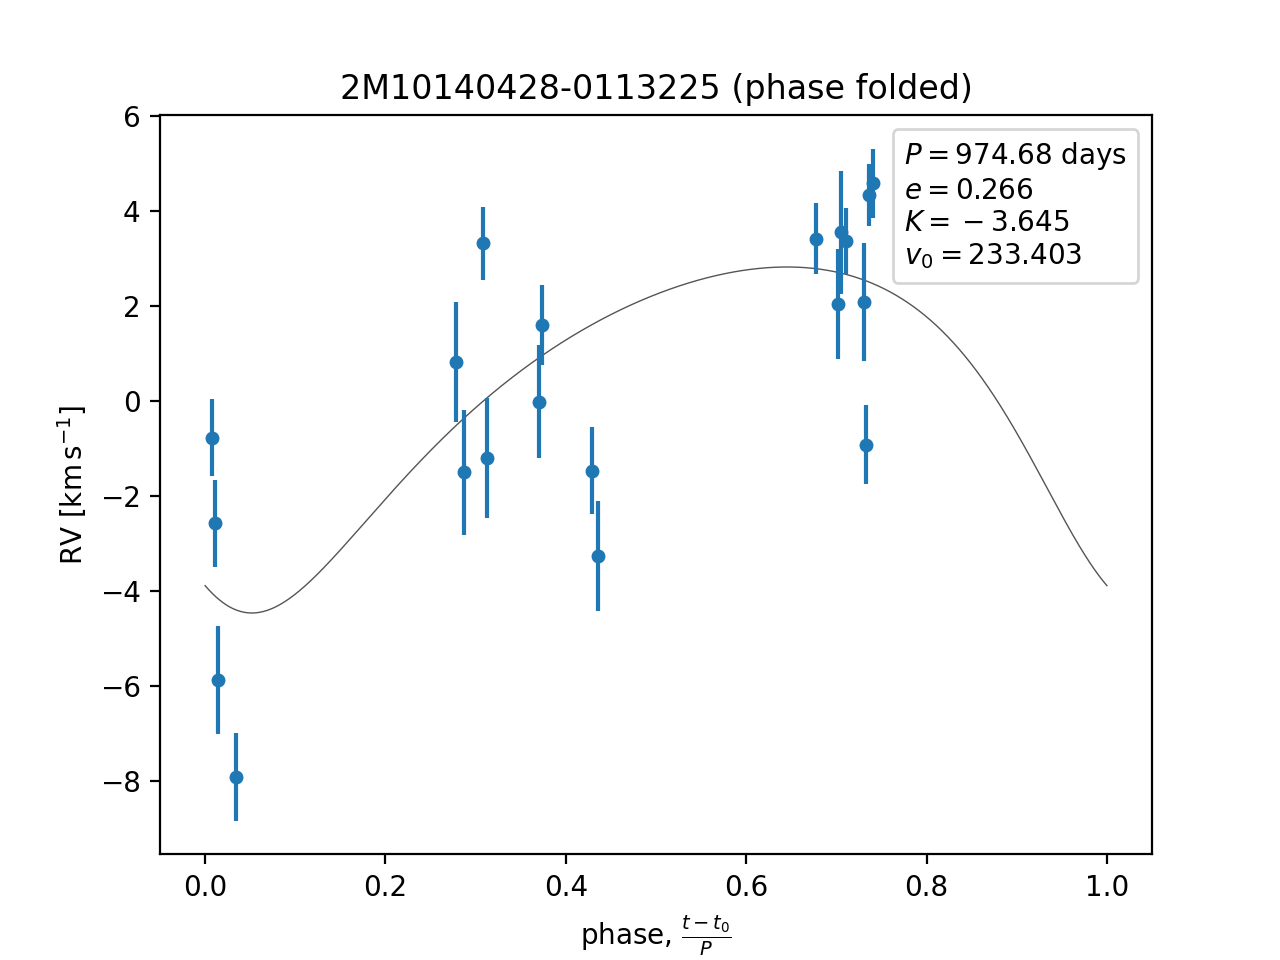 2M10140428-0113225 (phase folded)
P = 974.68 days
e = 0.266
K = −3.645
v₀ = 233.403
RV [km s⁻¹]
6
4
2
0
−2
−4
−6
−8
0.0 0.2 0.4 0.6 0.8 1.0
phase, (t − t₀)/P